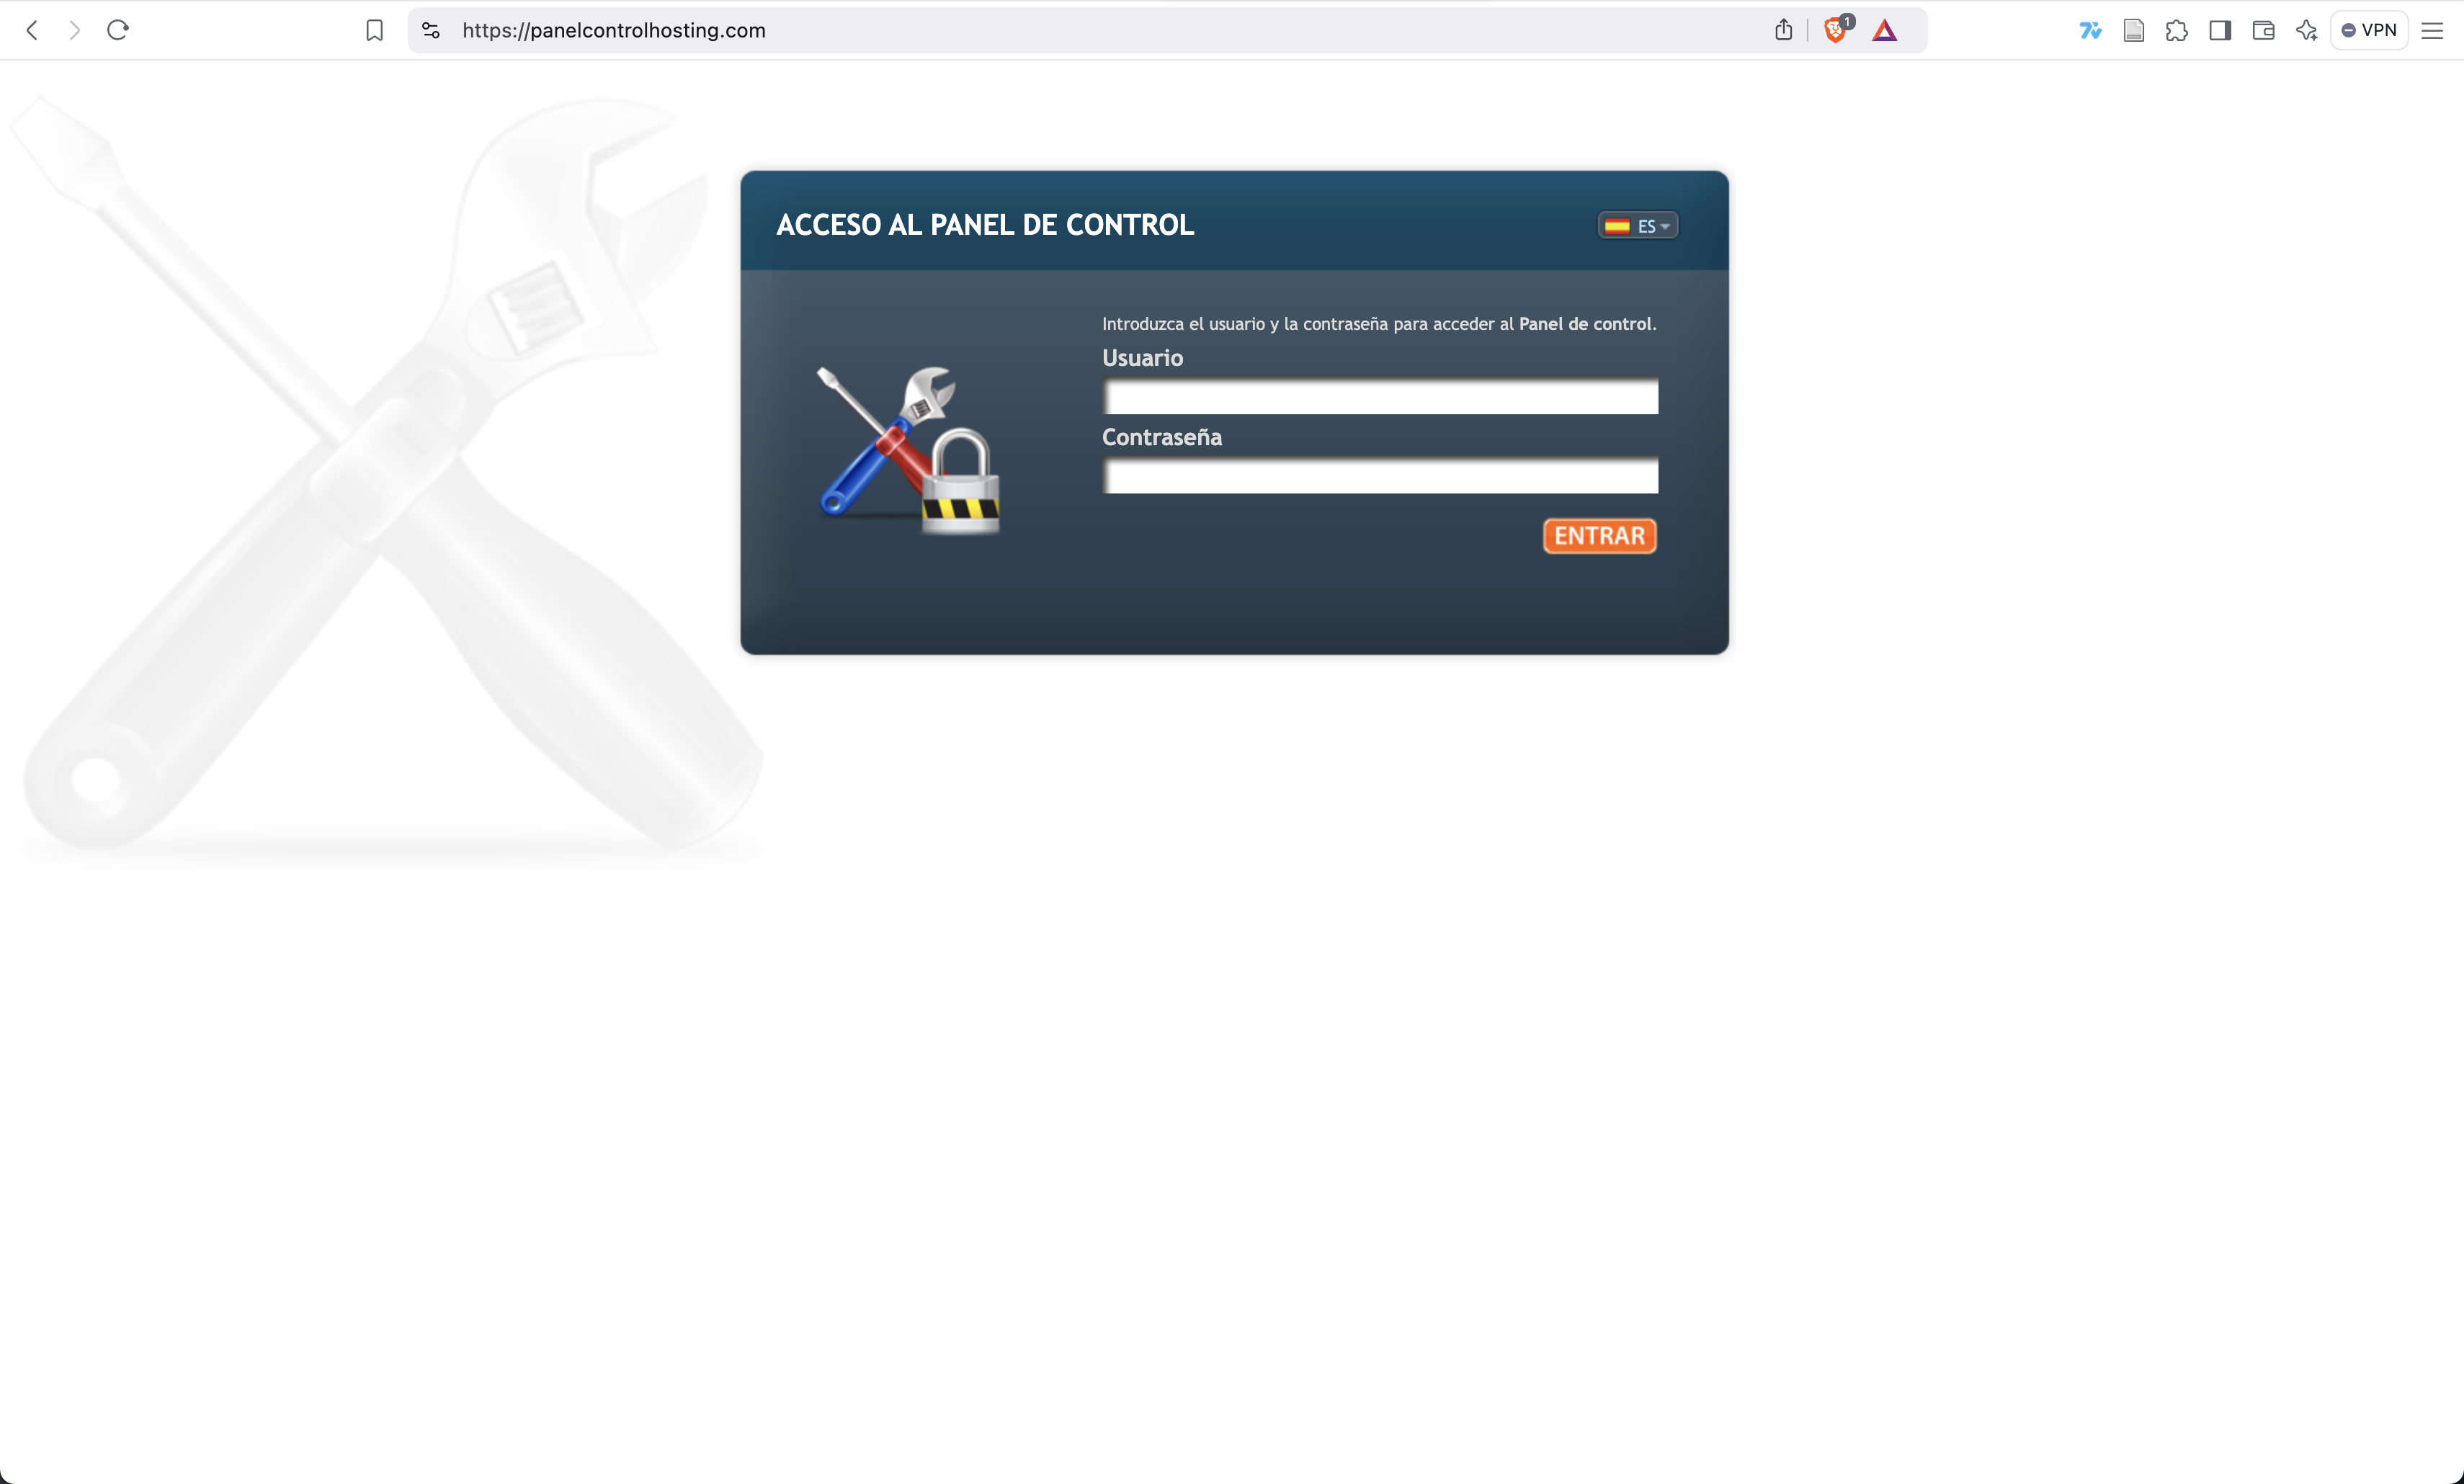 https://panelcontrolhosting.com
1
VPN
ACCESO AL PANEL DE CONTROL
ES
Introduzca el usuario y la contraseña para acceder al Panel de control.
Usuario
Contraseña
ENTRAR